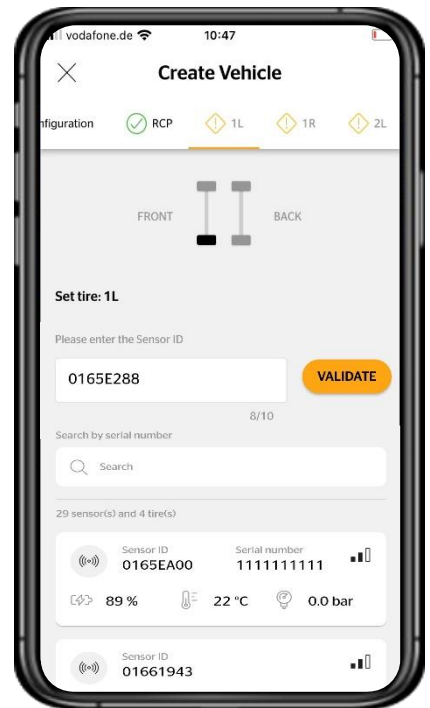 vodafone.de 10:47
Create Vehicle
nfiguration RCP 1L 1R 2L
FRONT BACK
Set tire: 1L
Please enter the Sensor ID
0165E288 VALIDATE
8/10
Search by serial number
Search
29 sensor(s) and 4 tire(s)
Sensor ID Serial number
0165EA00 1111111111
89 % 22 °C 0.0 bar
Sensor ID
01661943